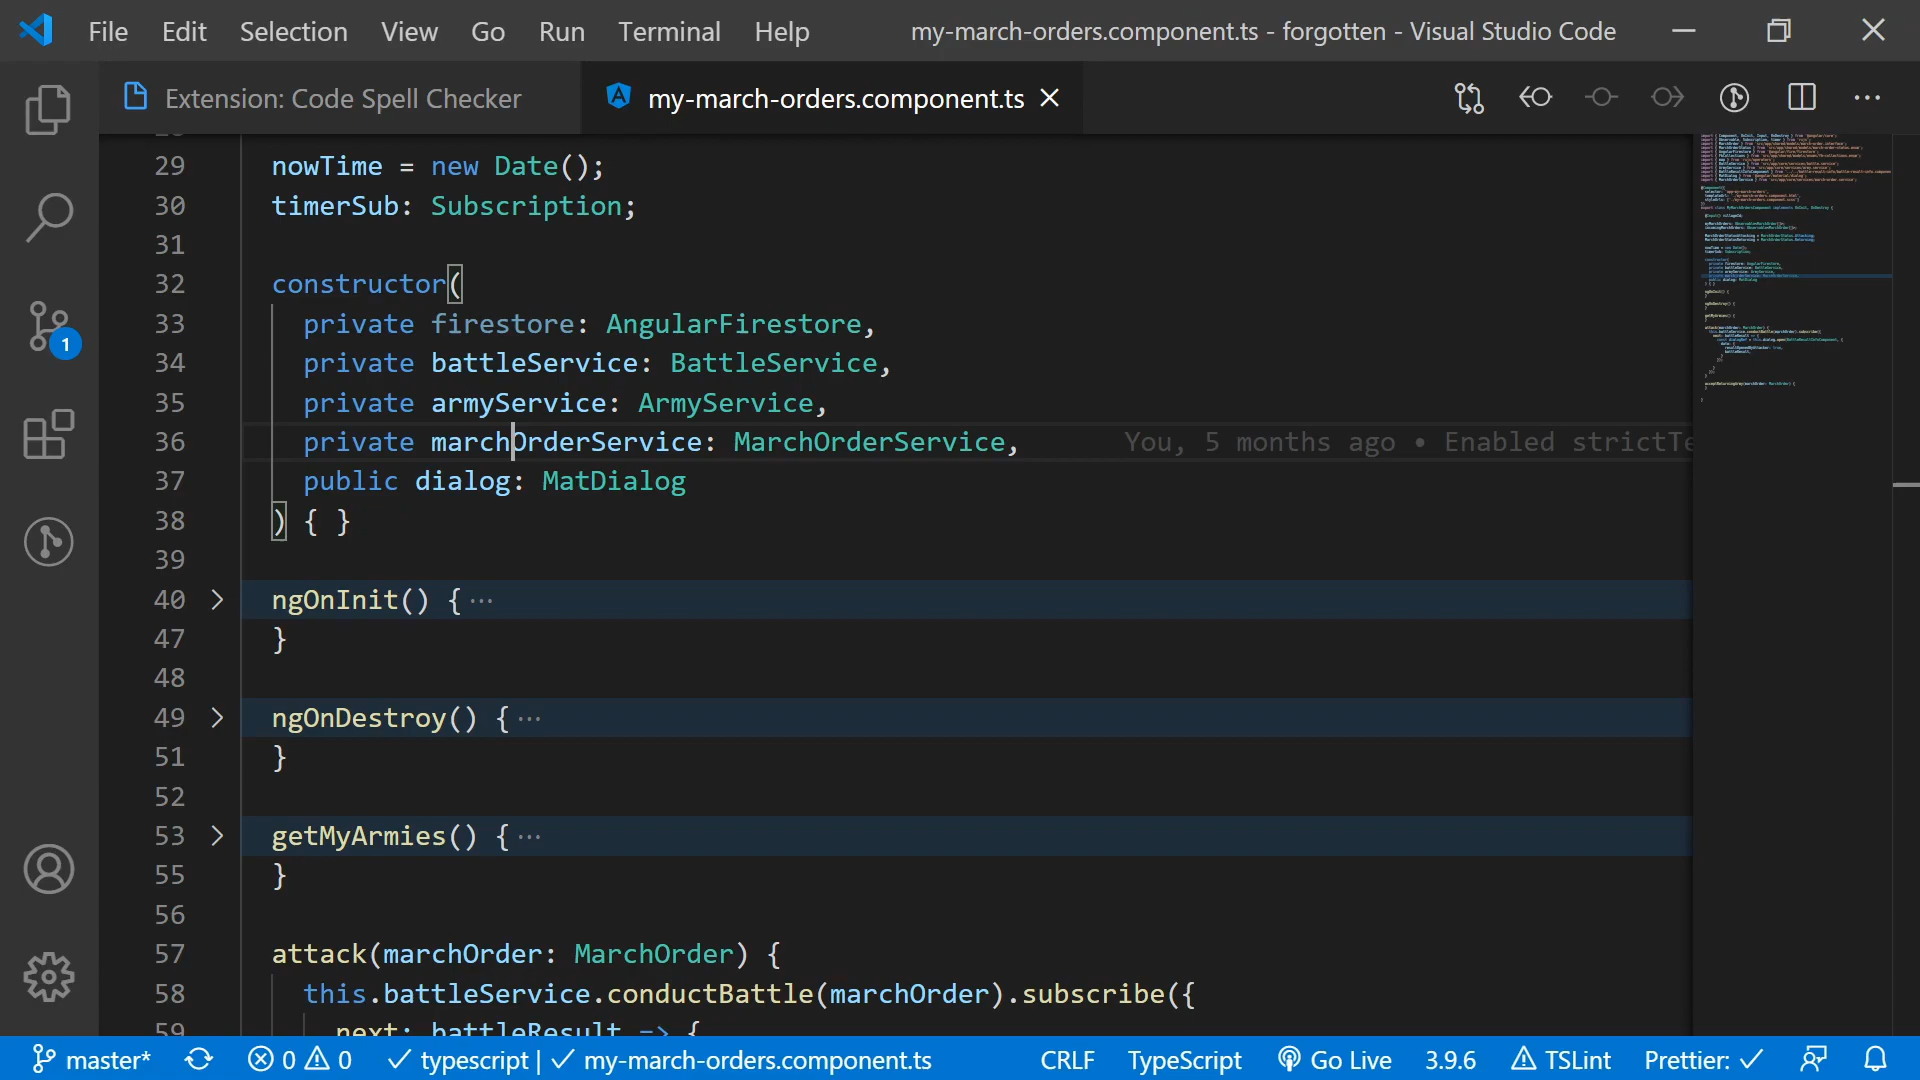 File Edit Selection View Go Run Terminal Help my-march-orders.component.ts - forgotten - Visual Studio Code
Extension: Code Spell Checker my-march-orders.component.ts
29 nowTime = new Date();
30 timerSub: Subscription;
31
32 constructor(
33 private firestore: AngularFirestore,
34 private battleService: BattleService,
35 private armyService: ArmyService,
36 private marchOrderService: MarchOrderService, You, 5 months ago • Enabled strictTe
37 public dialog: MatDialog
38 ) { }
39
40 ngOnInit() { ...
47 }
48
49 ngOnDestroy() { ...
51 }
52
53 getMyArmies() { ...
55 }
56
57 attack(marchOrder: MarchOrder) {
58 this.battleService.conductBattle(marchOrder).subscribe({
59 next: battleResult => {
1
master* 0 0 typescript | my-march-orders.component.ts CRLF TypeScript Go Live 3.9.6 TSLint Prettier: